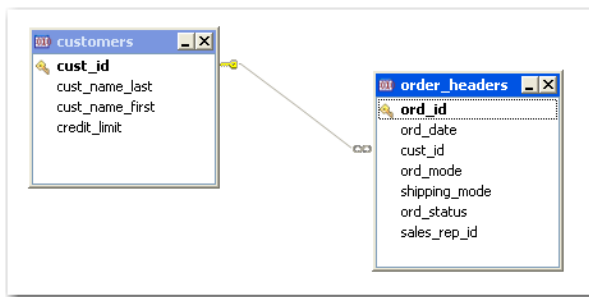 customers
cust_id
cust_name_last
cust_name_first
credit_limit
order_headers
ord_id
ord_date
cust_id
ord_mode
shipping_mode
ord_status
sales_rep_id